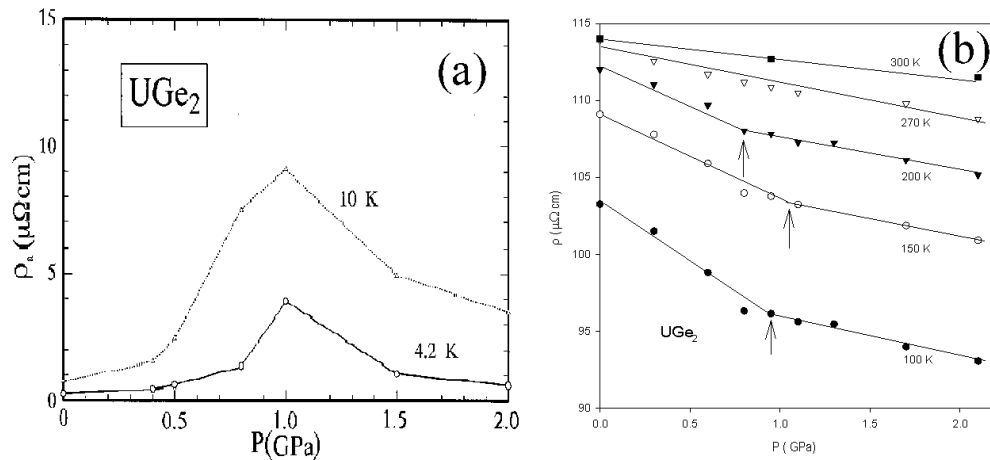 (a)
UGe₂
15
10
5
0
ρₐ (μΩcm)
10 K
4.2 K
0
0.5
1.0
1.5
2.0
P(GPa)
(b)
115
110
105
100
95
90
ρ (μΩ cm)
300 K
270 K
200 K
150 K
100 K
UGe₂
0.0
0.5
1.0
1.5
2.0
P ( GPa)